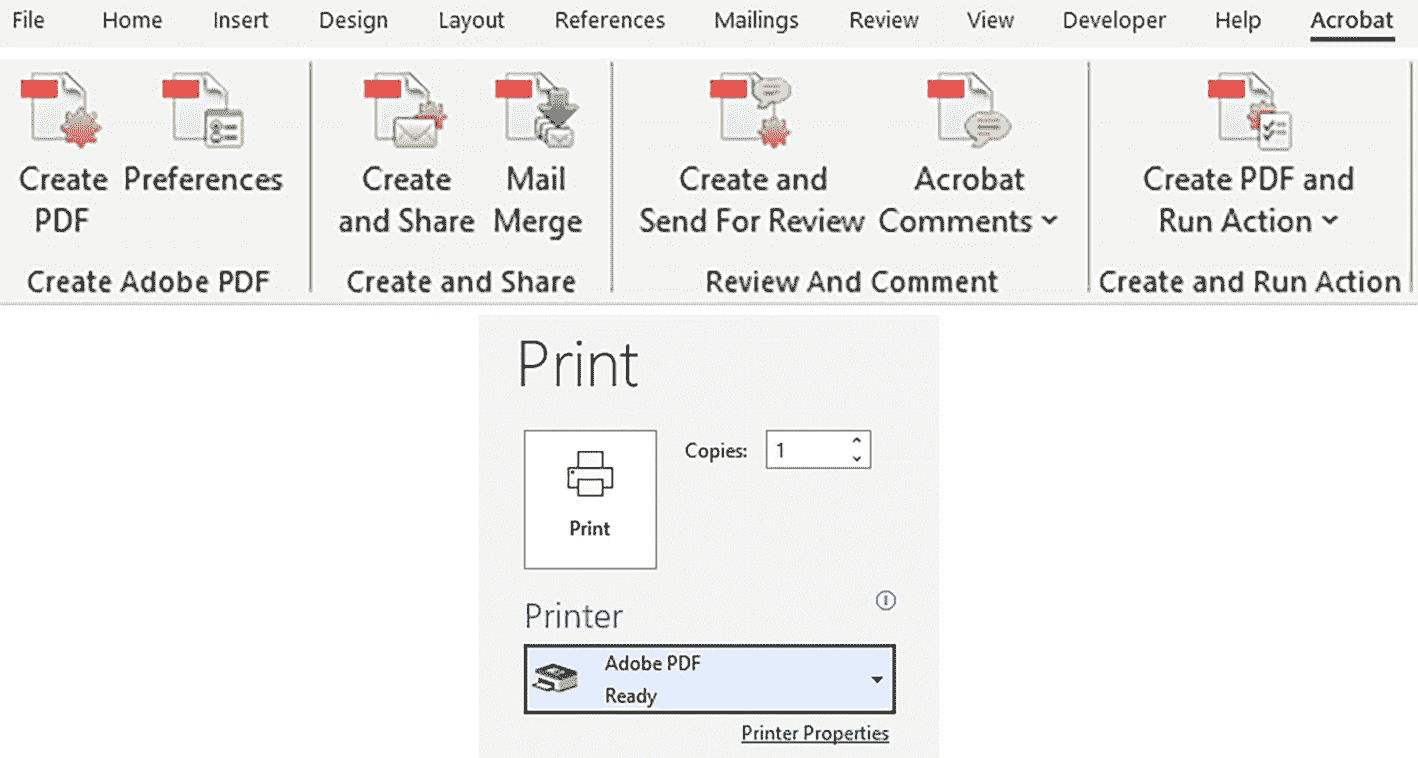 File Home Insert Design Layout References Mailings Review View Developer Help Acrobat
Create Preferences Create Mail Create and Acrobat Create PDF and
PDF and Share Merge Send For Review Comments Run Action
Create Adobe PDF Create and Share Review And Comment Create and Run Action
Print
Copies: 1
Print
Printer
Adobe PDF
Ready
Printer Properties